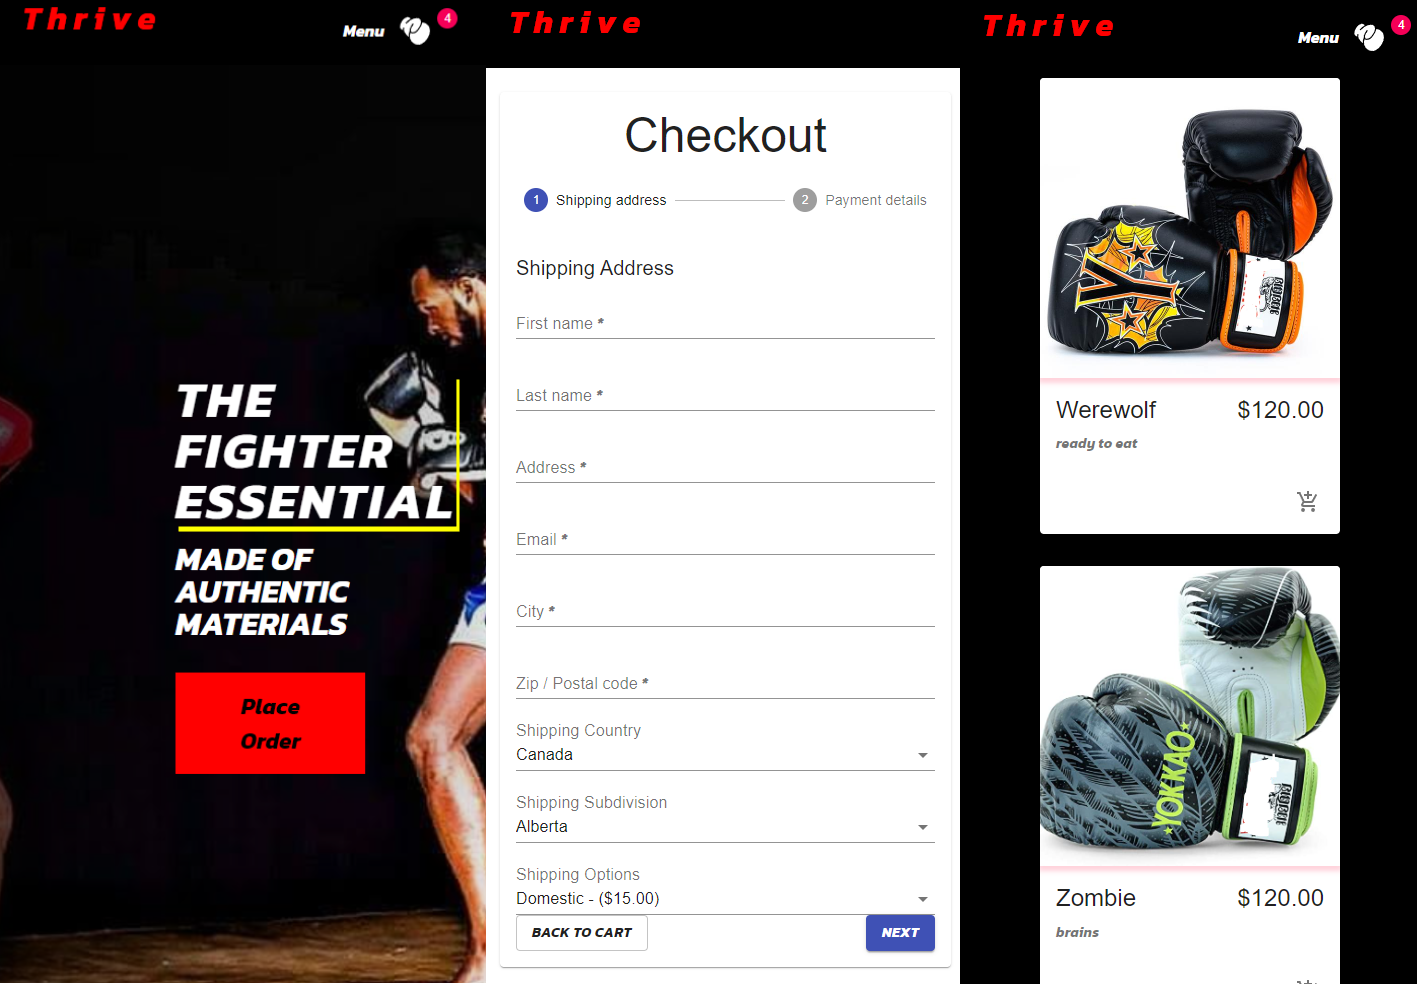 Thrive
Menu
4
THE
FIGHTER
ESSENTIAL
MADE OF
AUTHENTIC
MATERIALS
Place
Order
Thrive
Checkout
1 Shipping address
2 Payment details
Shipping Address
First name *
Last name *
Address *
Email *
City *
Zip / Postal code *
Shipping Country
Canada
Shipping Subdivision
Alberta
Shipping Options
Domestic - ($15.00)
BACK TO CART
NEXT
Thrive
Menu
4
Y
Werewolf $120.00
ready to eat
YOKKAO
Zombie $120.00
brains